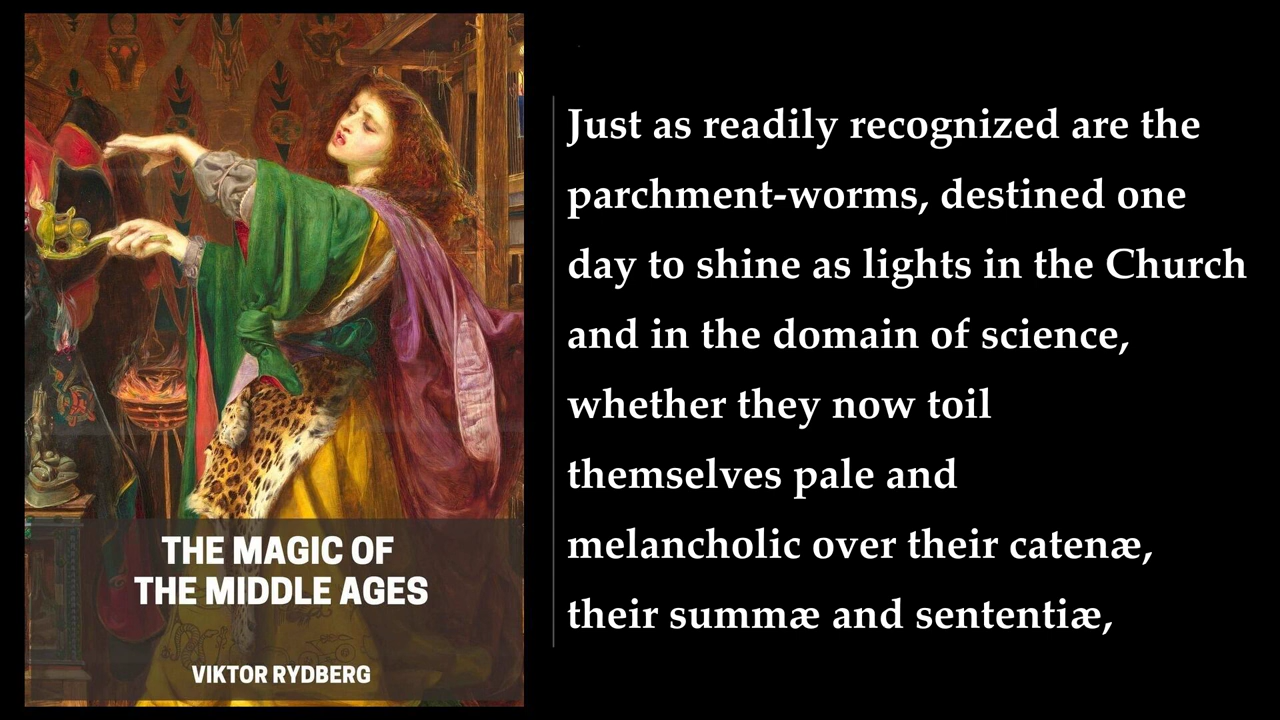 THE MAGIC OF
THE MIDDLE AGES
VIKTOR RYDBERG
Just as readily recognized are the
parchment-worms, destined one
day to shine as lights in the Church
and in the domain of science,
whether they now toil
themselves pale and
melancholic over their catenæ,
their summæ and sententiæ,